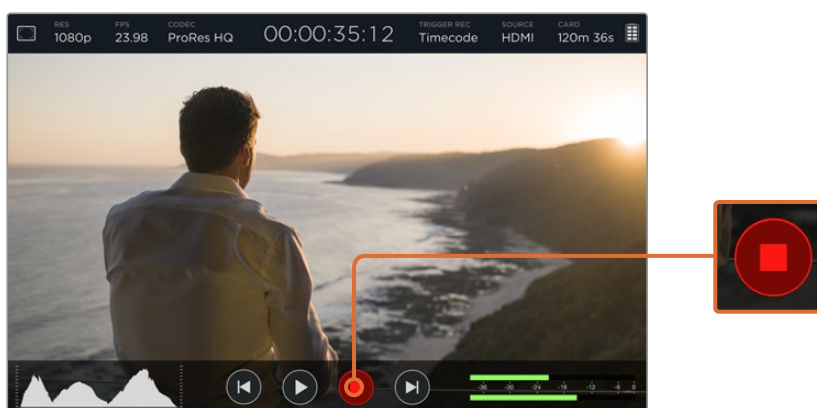 RES FPS CODEC TRIGGER REC SOURCE CARD
1080p 23.98 ProRes HQ 00:00:35:12 Timecode HDMI 120m 36s
-36 -30 -24 -18 -12 -6 0